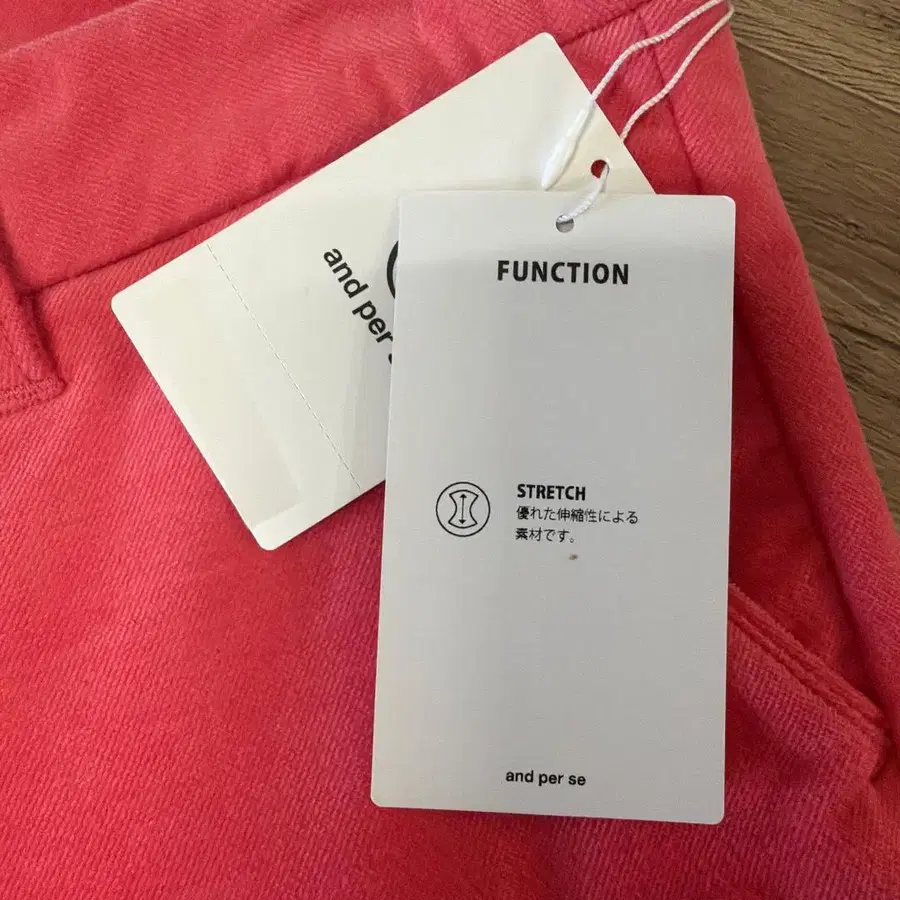 and per
FUNCTION
STRETCH
優れた伸縮性による
素材です。
and per se